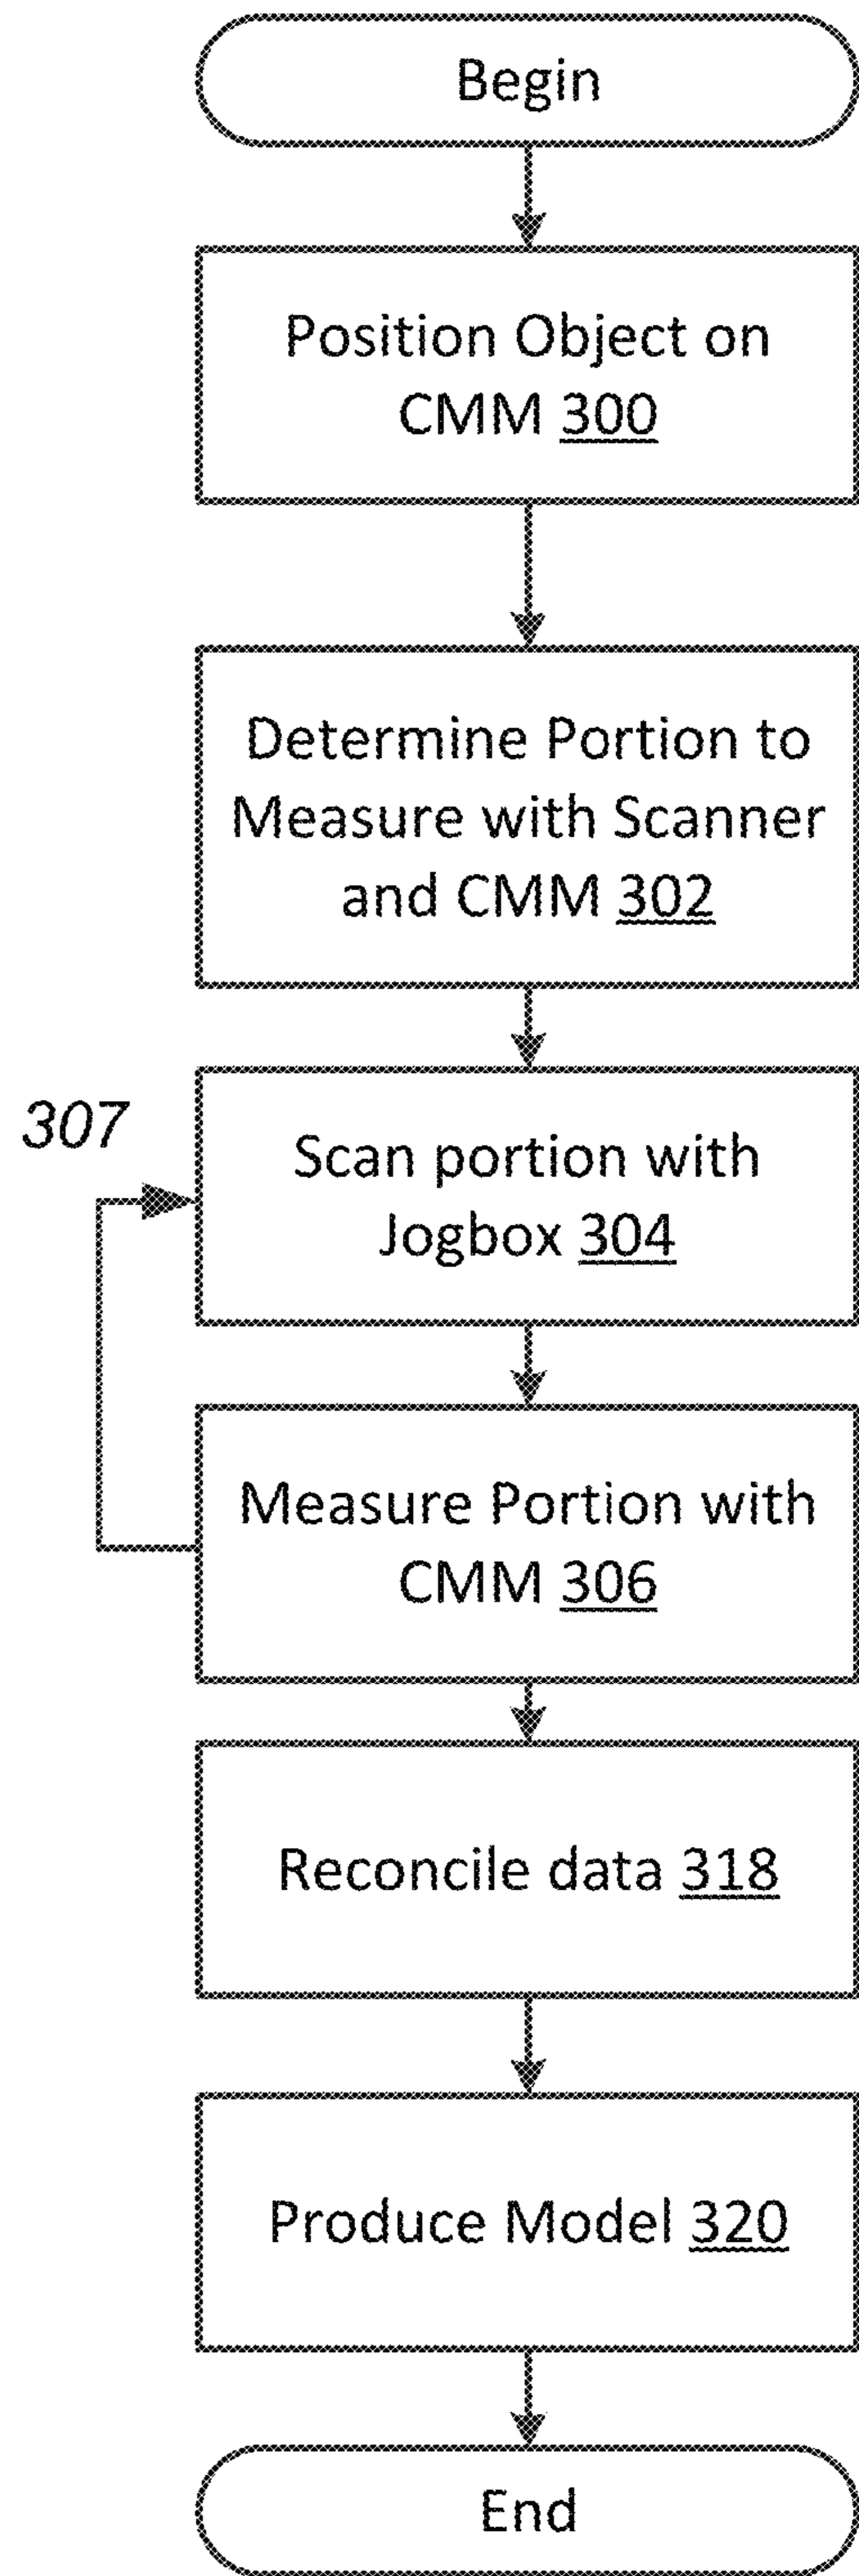 Begin
Position Object on
CMM 300
Determine Portion to
Measure with Scanner
and CMM 302
307
Scan portion with
Jogbox 304
Measure Portion with
CMM 306
Reconcile data 318
Produce Model 320
End